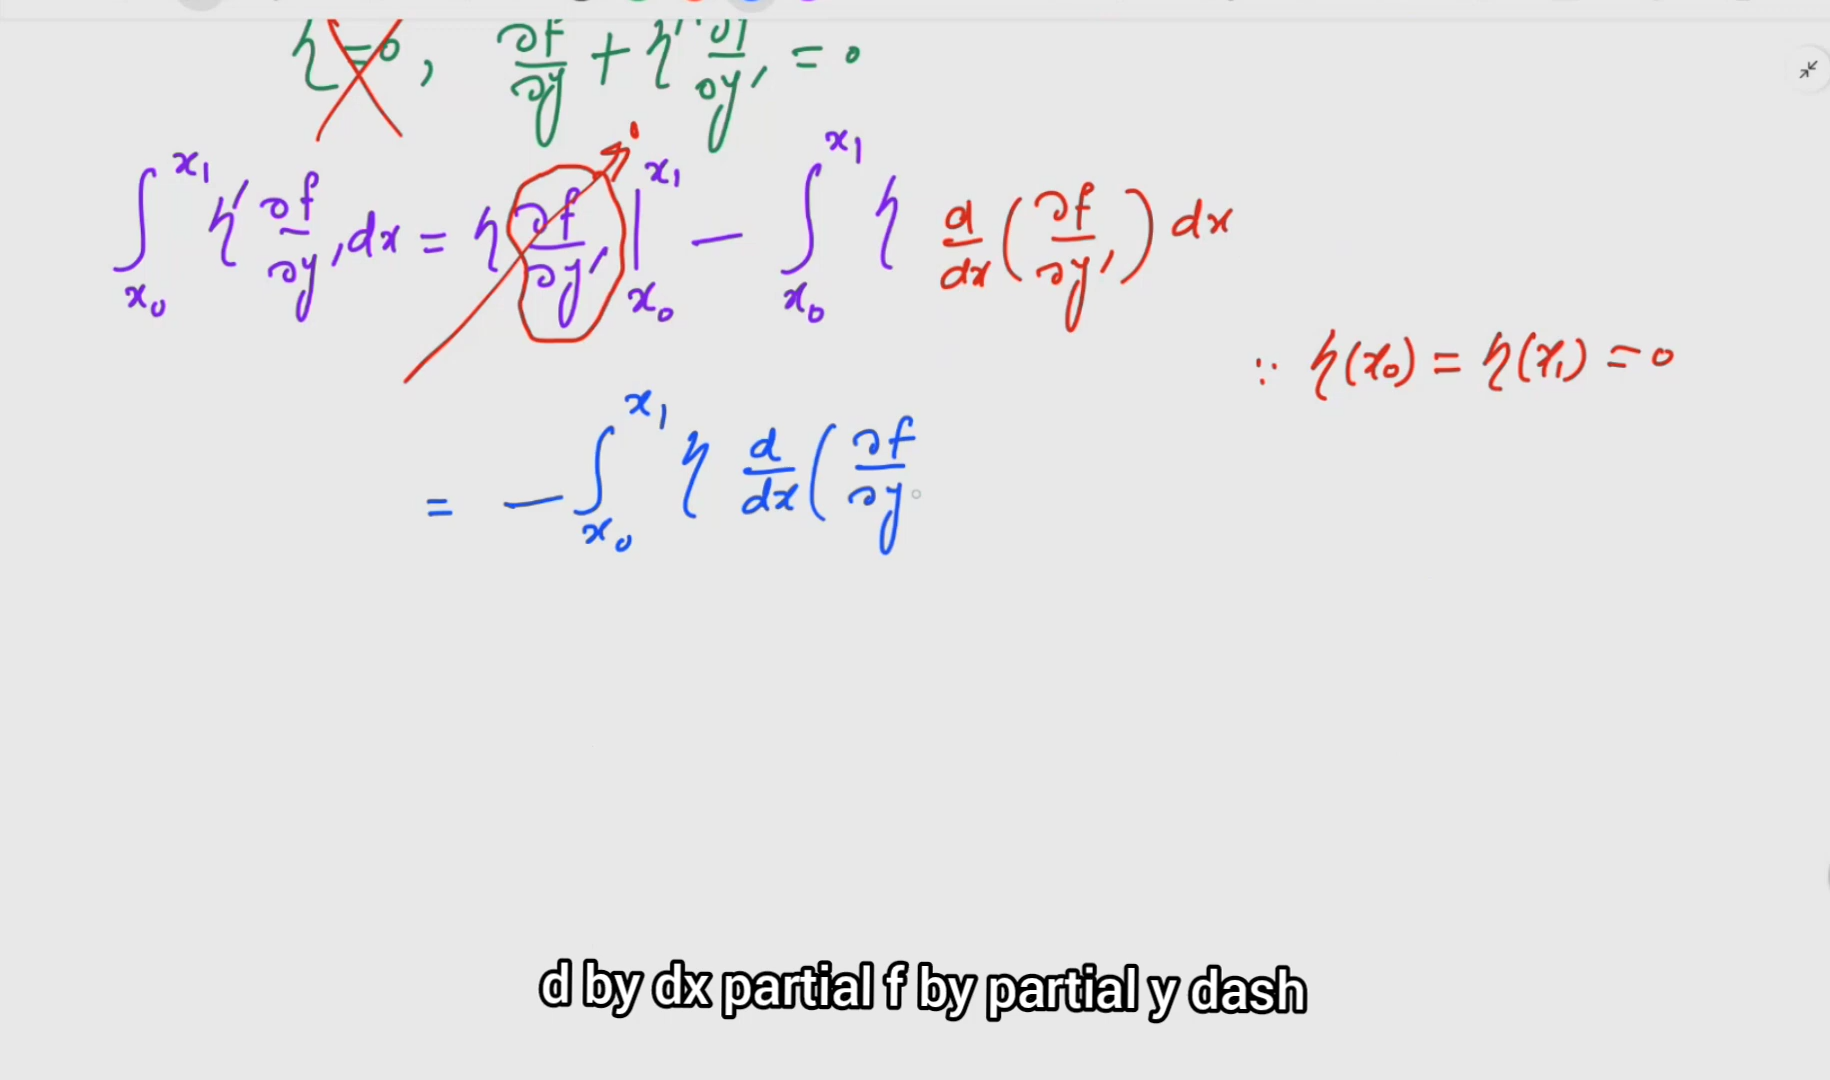 η = 0, ∂F/∂y + η' ∂f/∂y' = 0
∫_{x₀}^{x₁} η' ∂f/∂y' dx = η ∂f/∂y' |_{x₀}^{x₁} − ∫_{x₀}^{x₁} η d/dx (∂f/∂y') dx
∵ η(x₀) = η(x₁) = 0
= − ∫_{x₀}^{x₁} η d/dx (∂f/∂y
d by dx partial f by partial y dash